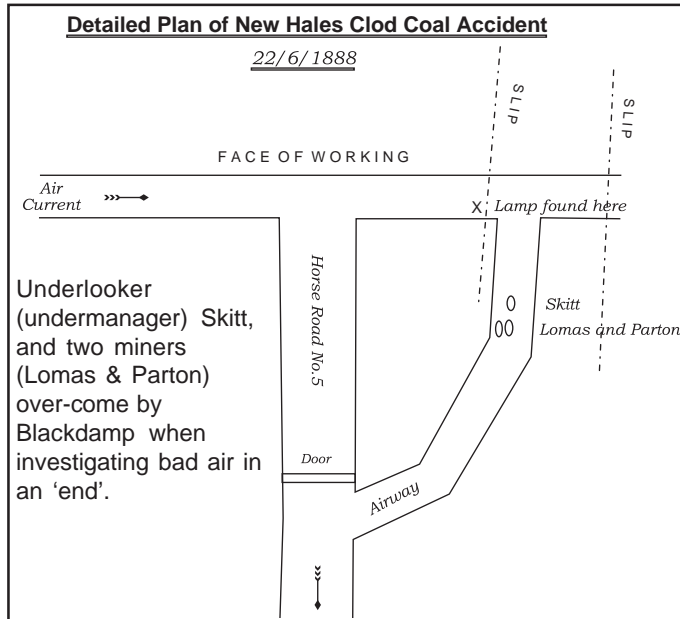 Detailed Plan of New Hales Clod Coal Accident
22/6/1888
SLIP
SLIP
FACE OF WORKING
Air
Current
X Lamp found here
Horse Road No.5
Skitt
Lomas and Parton
Underlooker
(undermanager) Skitt,
and two miners
(Lomas & Parton)
over-come by
Blackdamp when
investigating bad air in
an ‘end’.
Door
Airway